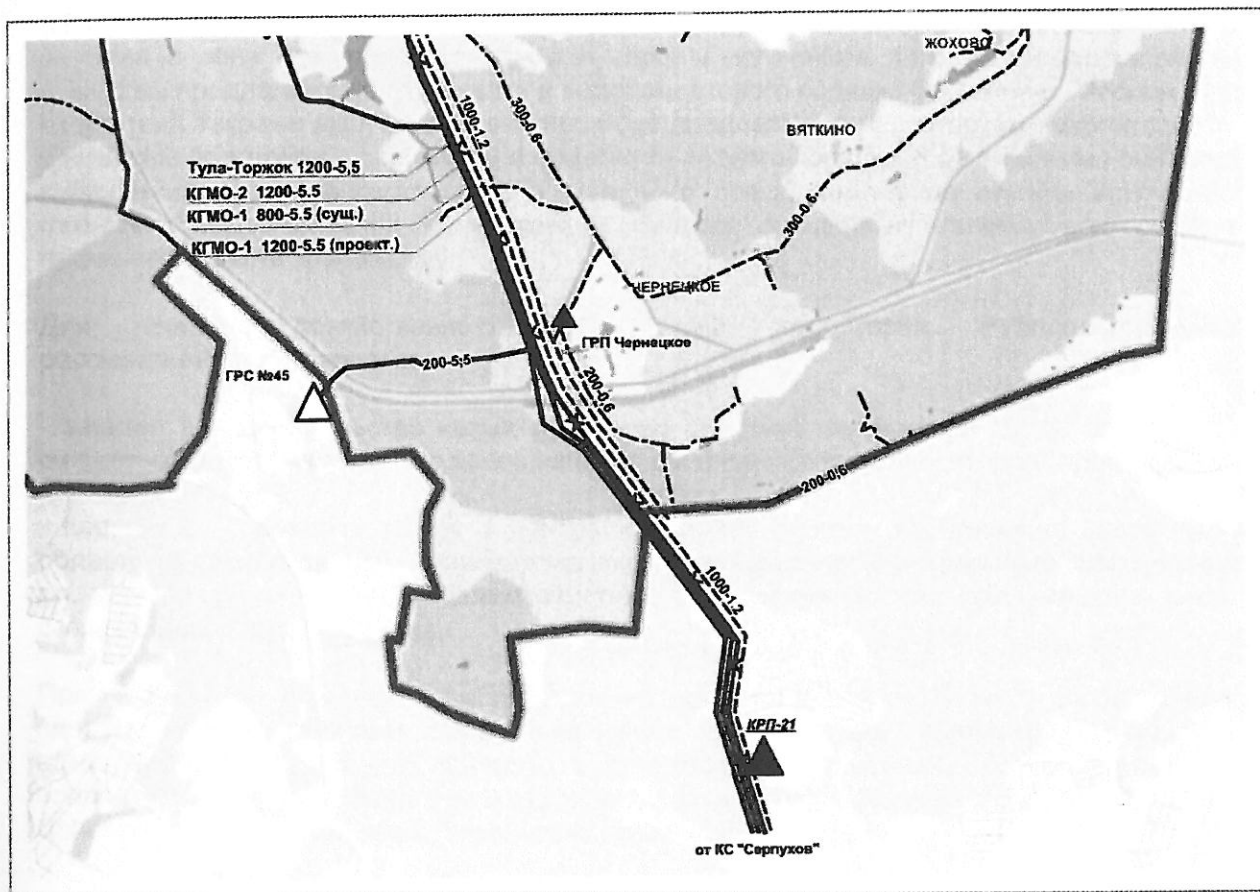 ЖОХОВО
1000-1.2
300-0.6
ВЯТКИНО
Тула-Торжок 1200-5,5
КГМО-2 1200-5.5
КГМО-1 800-5.5 (сущ.)
КГМО-1 1200-5.5 (проект.)
300-0.6
ЧЕРНЕЦКОЕ
ГРП Чернецкое
200-5;5
ГРС №45
200-0;6
200-0;6
1000-1.2
КРП-21
от КС "Серпухов"